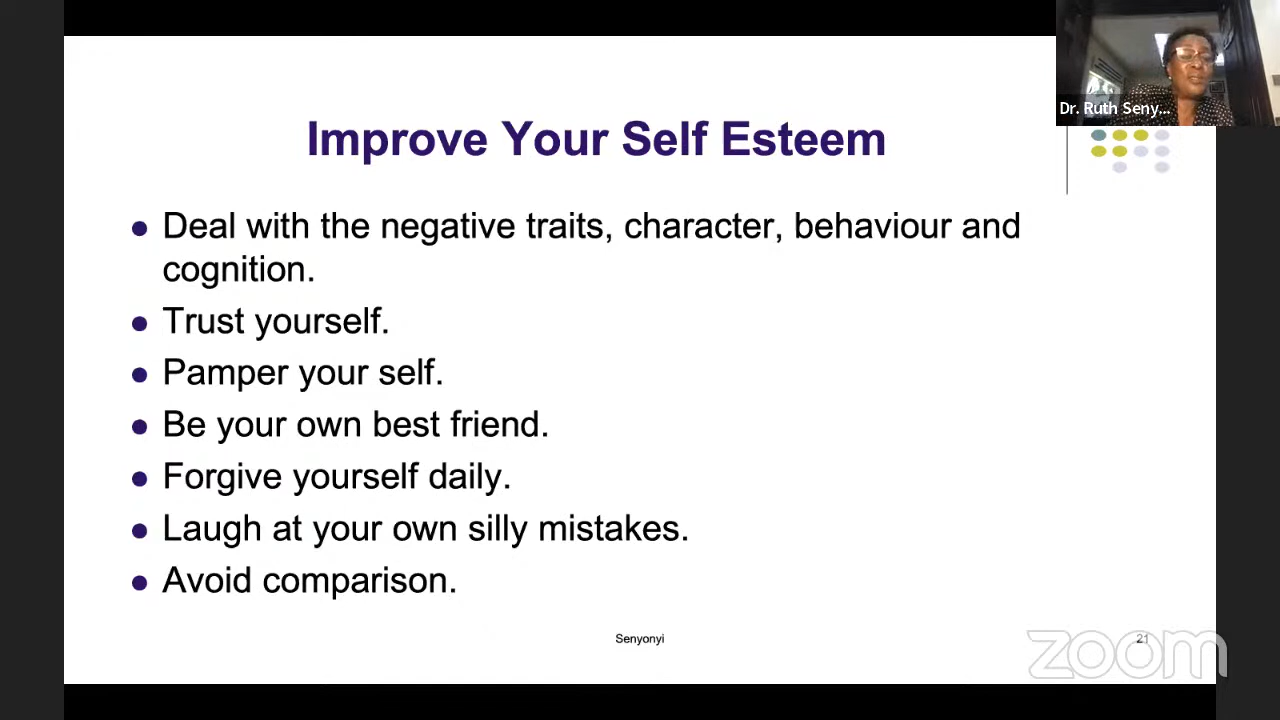 Dr. Ruth Seny...
Improve Your Self Esteem
Deal with the negative traits, character, behaviour and
cognition.
Trust yourself.
Pamper your self.
Be your own best friend.
Forgive yourself daily.
Laugh at your own silly mistakes.
Avoid comparison.
Senyonyi
21
zoom